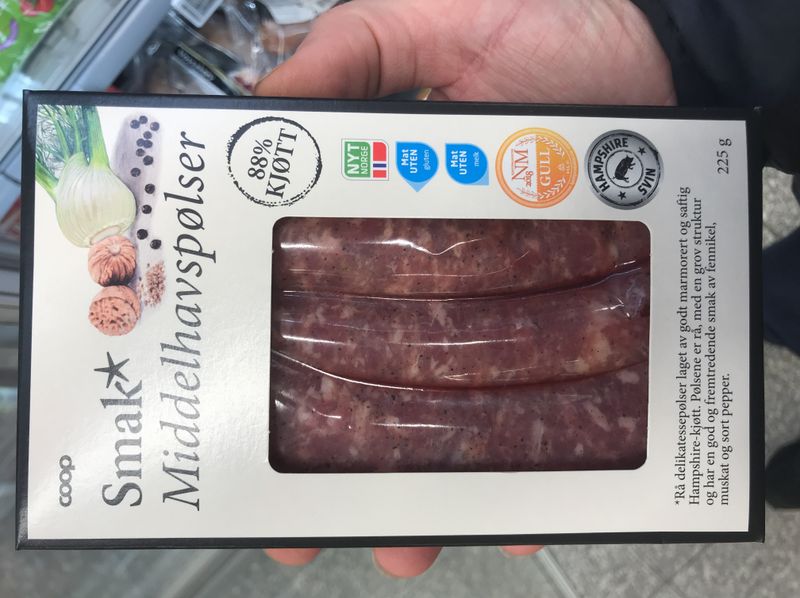 coop
Smak*
Middelhavspølser
88%
KJØTT
NYT
NORGE
Mat
UTEN
gluten
Mat
UTEN
melk
NM
2018
GULL
HAMPSHIRE
NIAS
*Rå delikatessepølser laget av godt marmorert og saftig
Hampshire-kjøtt. Pølsene er rå, med en grov struktur
og har en god og fremtredende smak av fennikel,
muskat og sort pepper.
225 g